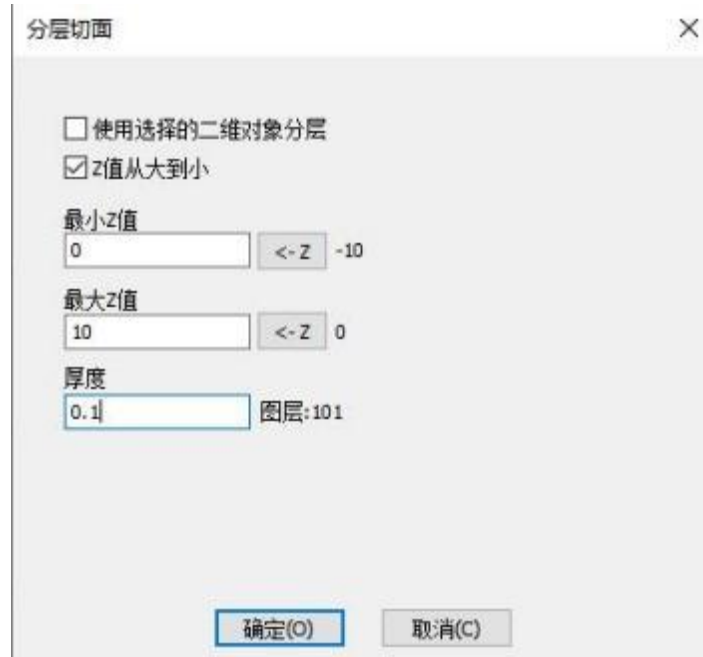 分层切面
使用选择的二维对象分层
Z值从大到小
最小Z值
0 <-Z -10
最大Z值
10 <-Z 0
厚度
0.1 图层:101
确定(O) 取消(C)